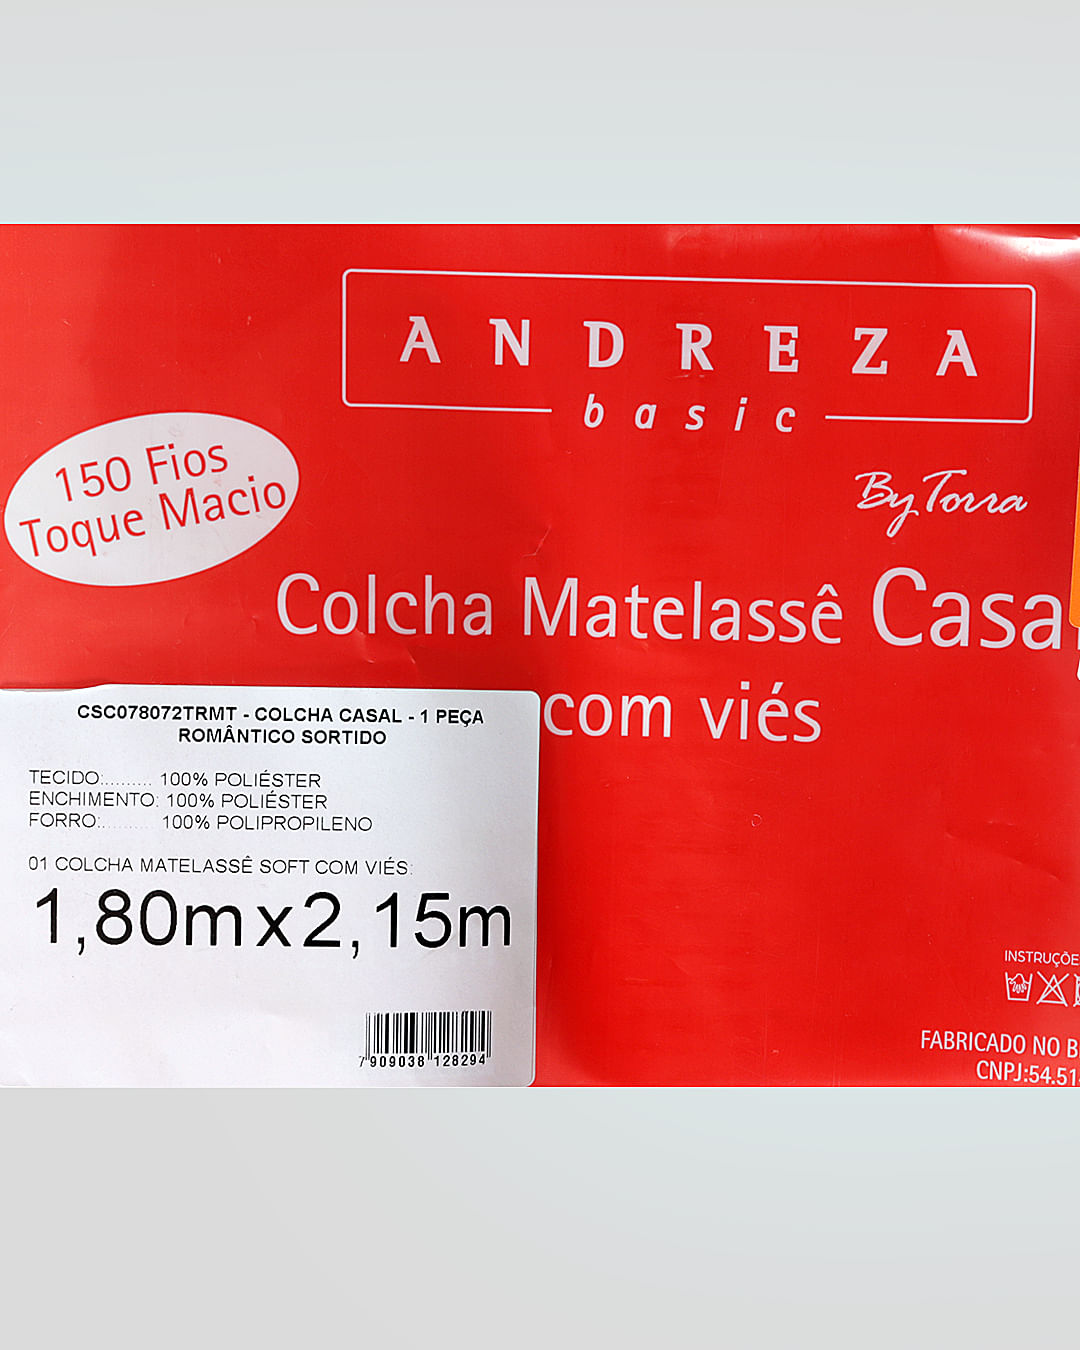 ANDREZA
basic
By Torra
150 Fios
Toque Macio
Colcha Matelassê Casal
com viés
CSC078072TRMT - COLCHA CASAL - 1 PEÇA
ROMÂNTICO SORTIDO
TECIDO:......... 100% POLIÉSTER
ENCHIMENTO: 100% POLIÉSTER
FORRO:.......... 100% POLIPROPILENO
01 COLCHA MATELASSÊ SOFT COM VIÉS:
1,80m x 2,15m
7 909038 128294
INSTRUÇÕE
FABRICADO NO B
CNPJ:54.51